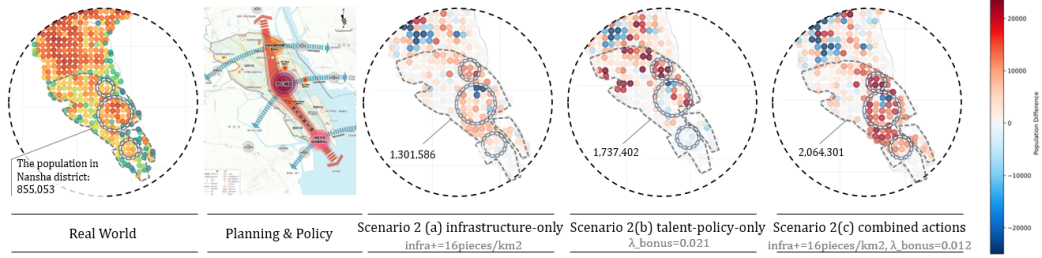 The population in
Nansha district:
855,053
1,301,586
1,737,402
2,064,301
20000
10000
0
−10000
−20000
Population Difference
Real World
Planning & Policy
Scenario 2 (a) infrastructure-only
infra+=16pieces/km2
Scenario 2(b) talent-policy-only
λ_bonus=0.021
Scenario 2(c) combined actions
infra+=16pieces/km2, λ_bonus=0.012